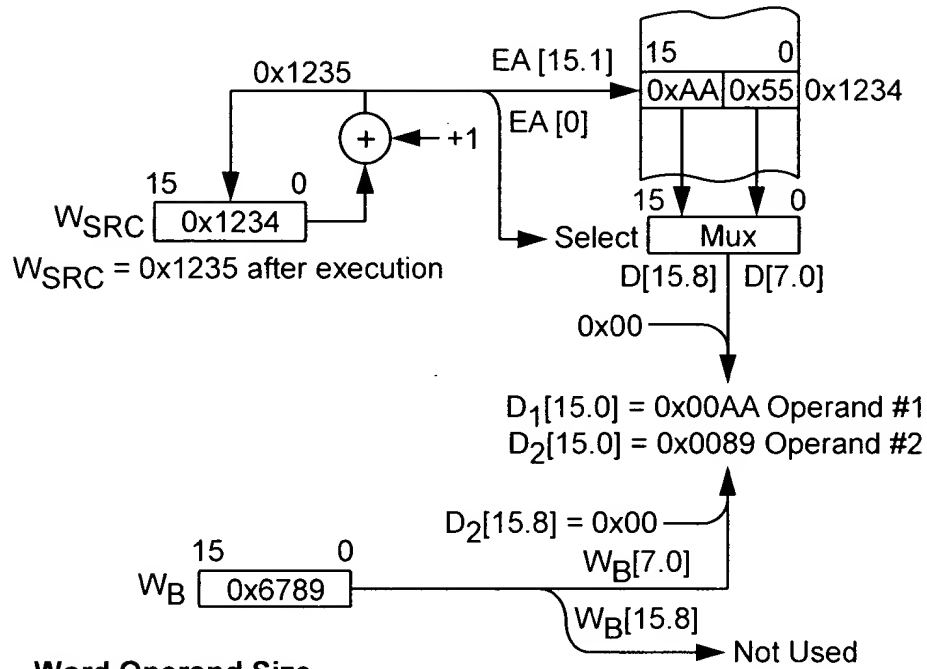 15 0
0x1235 EA [15.1]
0xAA 0x55 0x1234
EA [0]
+ +1
15 0
WSRC 0x1234
15 0
Select Mux
WSRC = 0x1235 after execution
D[15.8] D[7.0]
0x00
D1[15.0] = 0x00AA Operand #1
D2[15.0] = 0x0089 Operand #2
D2[15.8] = 0x00
15 0
WB[7.0]
WB 0x6789
WB[15.8]
Not Used
Word Operand Size